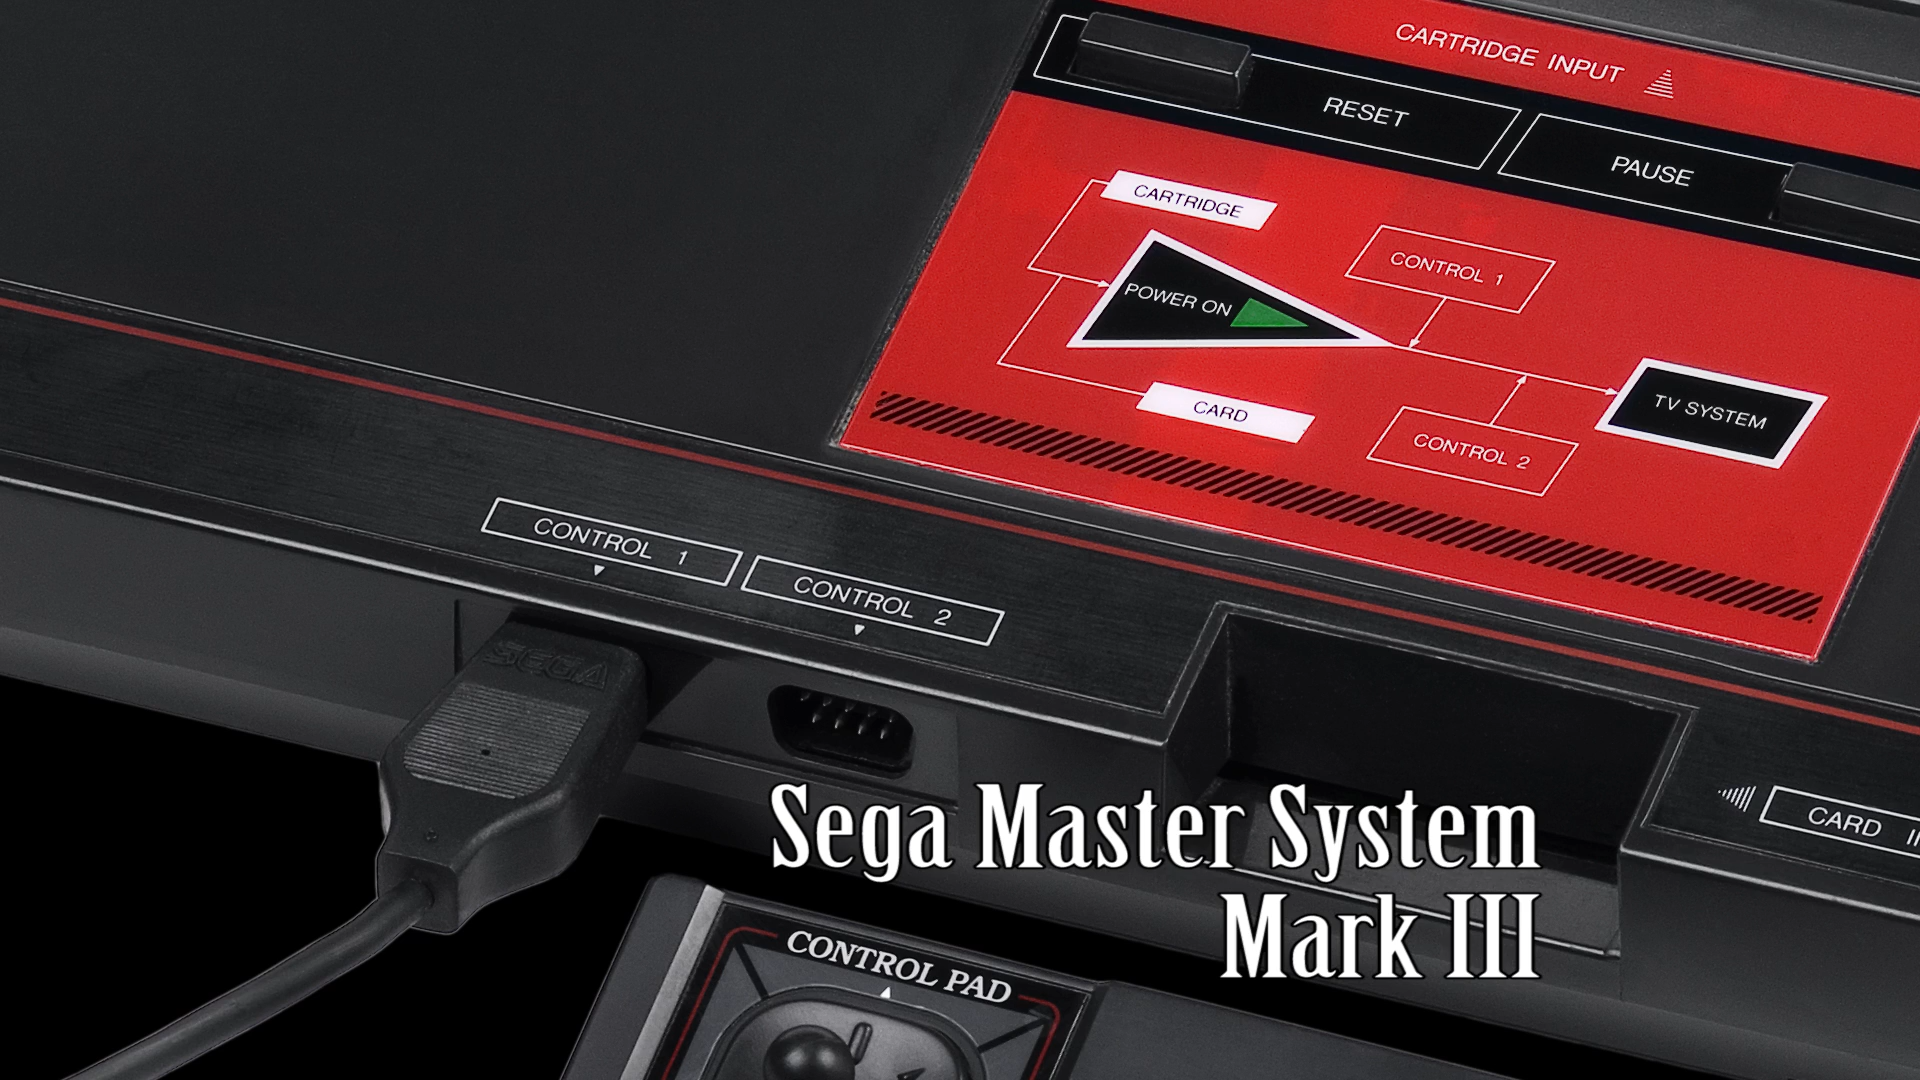 CARTRIDGE INPUT
RESET
PAUSE
CARTRIDGE
CONTROL 1
POWER ON
CARD
CONTROL 2
TV SYSTEM
CONTROL 1
CONTROL 2
SEGA
CARD
Sega Master System
Mark III
CONTROL PAD